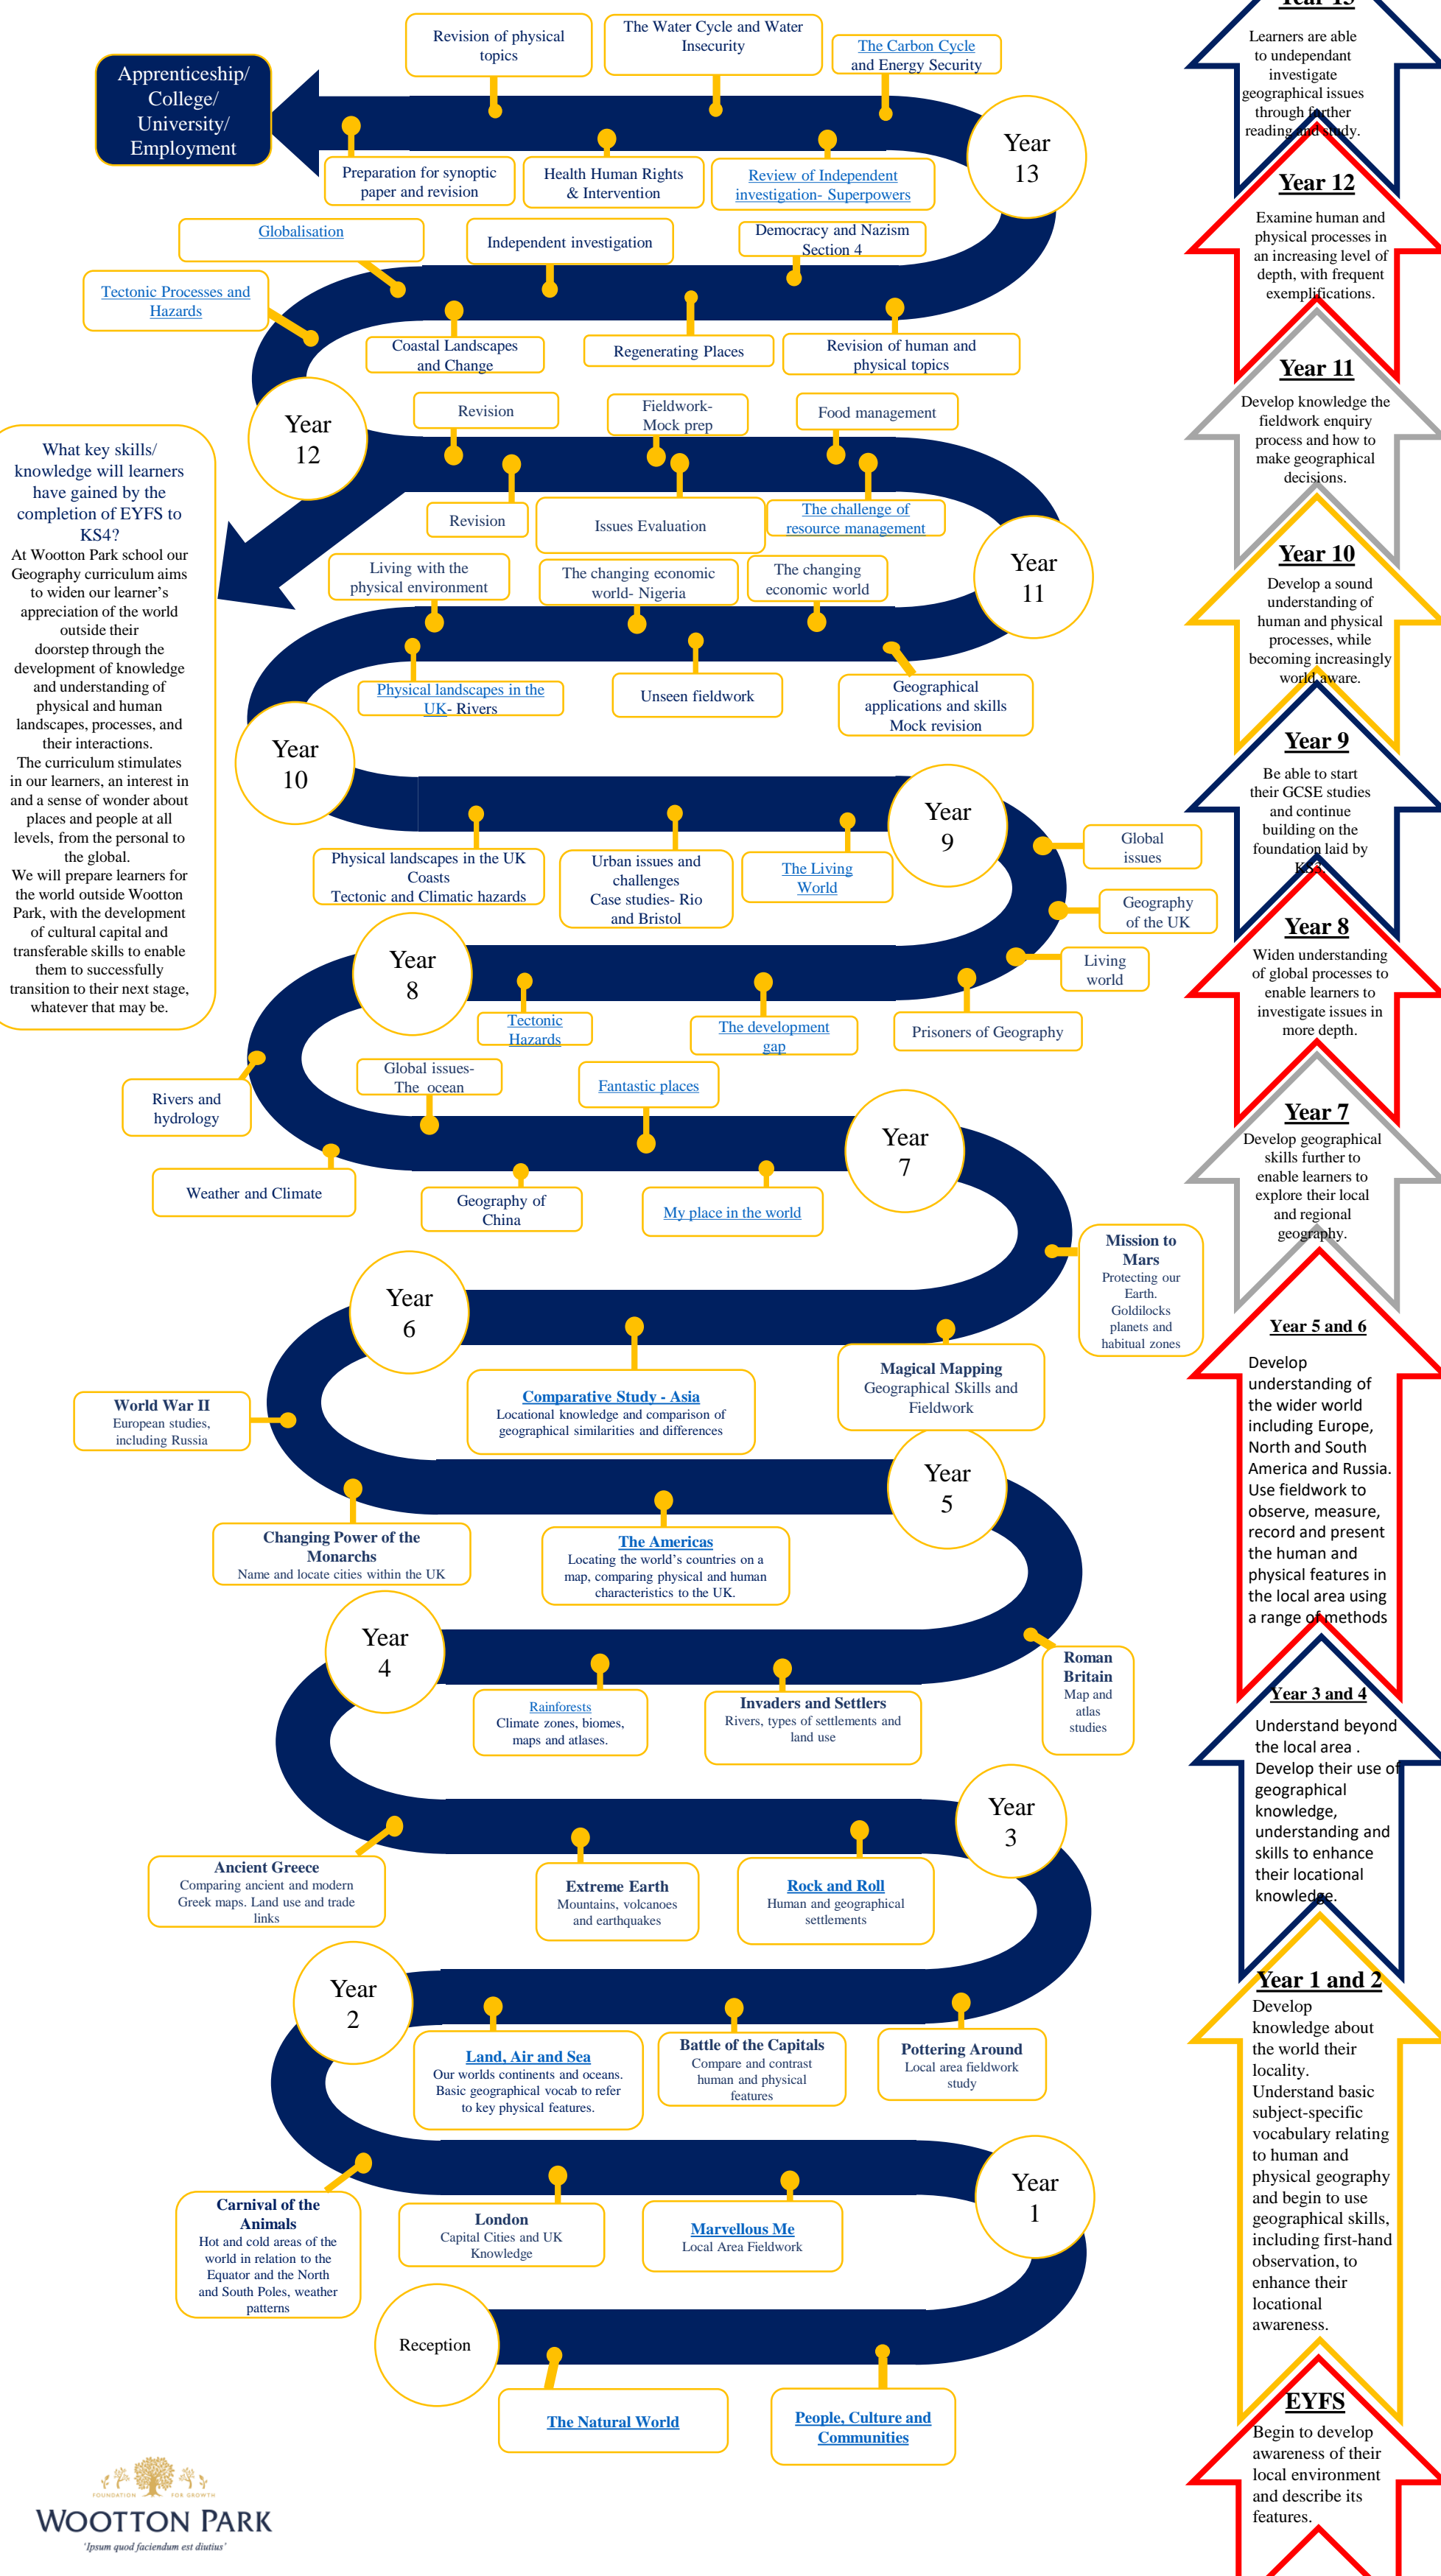 Revision of physical
topics
The Water Cycle and Water
Insecurity
The Carbon Cycle
and Energy Security
Apprenticeship/
College/
University/
Employment
Year
13
Preparation for synoptic
paper and revision
Health Human Rights
& Intervention
Review of Independent
investigation- Superpowers
Globalisation
Independent investigation
Democracy and Nazism
Section 4
Tectonic Processes and
Hazards
Coastal Landscapes
and Change
Regenerating Places
Revision of human and
physical topics
Year
12
Revision
Fieldwork-
Mock prep
Food management
Revision
Issues Evaluation
The challenge of
resource management
Year
11
Living with the
physical environment
The changing economic
world- Nigeria
The changing
economic world
Physical landscapes in the
UK- Rivers
Unseen fieldwork
Geographical
applications and skills
Mock revision
What key skills/
knowledge will learners
have gained by the
completion of EYFS to
KS4?
At Wootton Park school our
Geography curriculum aims
to widen our learner's
appreciation of the world
outside their
doorstep through the
development of knowledge
and understanding of
physical and human
landscapes, processes, and
their interactions.
The curriculum stimulates
in our learners, an interest in
and a sense of wonder about
places and people at all
levels, from the personal to
the global.
We will prepare learners for
the world outside Wootton
Park, with the development
of cultural capital and
transferable skills to enable
them to successfully
transition to their next stage,
whatever that may be.
Year
10
Physical landscapes in the UK
Coasts
Tectonic and Climatic hazards
Urban issues and
challenges
Case studies- Rio
and Bristol
The Living
World
Year
9
Global
issues
Geography
of the UK
Living
world
Year
8
Tectonic
Hazards
The development
gap
Prisoners of Geography
Rivers and
hydrology
Global issues-
The ocean
Fantastic places
Weather and Climate
Geography of
China
My place in the world
Year
7
Mission to
Mars
Protecting our
Earth.
Goldilocks
planets and
habitual zones
Year
6
Comparative Study - Asia
Locational knowledge and comparison of
geographical similarities and differences
Magical Mapping
Geographical Skills and
Fieldwork
World War II
European studies,
including Russia
Changing Power of the
Monarchs
Name and locate cities within the UK
The Americas
Locating the world's countries on a
map, comparing physical and human
characteristics to the UK.
Year
5
Roman
Britain
Map and
atlas
studies
Year
4
Rainforests
Climate zones, biomes,
maps and atlases.
Invaders and Settlers
Rivers, types of settlements and
land use
Ancient Greece
Comparing ancient and modern
Greek maps. Land use and trade
links
Extreme Earth
Mountains, volcanoes
and earthquakes
Rock and Roll
Human and geographical
settlements
Year
3
Year
2
Land, Air and Sea
Our worlds continents and oceans.
Basic geographical vocab to refer
to key physical features.
Battle of the Capitals
Compare and contrast
human and physical
features
Pottering Around
Local area fieldwork
study
Carnival of the
Animals
Hot and cold areas of the
world in relation to the
Equator and the North
and South Poles, weather
patterns
London
Capital Cities and UK
Knowledge
Marvellous Me
Local Area Fieldwork
Year
1
Reception
The Natural World
People, Culture and
Communities
FOUNDATION FOR GROWTH
WOOTTON PARK
'Ipsum quod faciendum est diutius'
Year 13
Learners are able
to undependant
investigate
geographical issues
through further
reading and study.
Year 12
Examine human and
physical processes in
an increasing level of
depth, with frequent
exemplifications.
Year 11
Develop knowledge the
fieldwork enquiry
process and how to
make geographical
decisions.
Year 10
Develop a sound
understanding of
human and physical
processes, while
becoming increasingly
world aware.
Year 9
Be able to start
their GCSE studies
and continue
building on the
foundation laid by
KS3.
Year 8
Widen understanding
of global processes to
enable learners to
investigate issues in
more depth.
Year 7
Develop geographical
skills further to
enable learners to
explore their local
and regional
geography.
Year 5 and 6
Develop
understanding of
the wider world
including Europe,
North and South
America and Russia.
Use fieldwork to
observe, measure,
record and present
the human and
physical features in
the local area using
a range of methods
Year 3 and 4
Understand beyond
the local area .
Develop their use of
geographical
knowledge,
understanding and
skills to enhance
their locational
knowledge.
Year 1 and 2
Develop
knowledge about
the world their
locality.
Understand basic
subject-specific
vocabulary relating
to human and
physical geography
and begin to use
geographical skills,
including first-hand
observation, to
enhance their
locational
awareness.
EYFS
Begin to develop
awareness of their
local environment
and describe its
features.